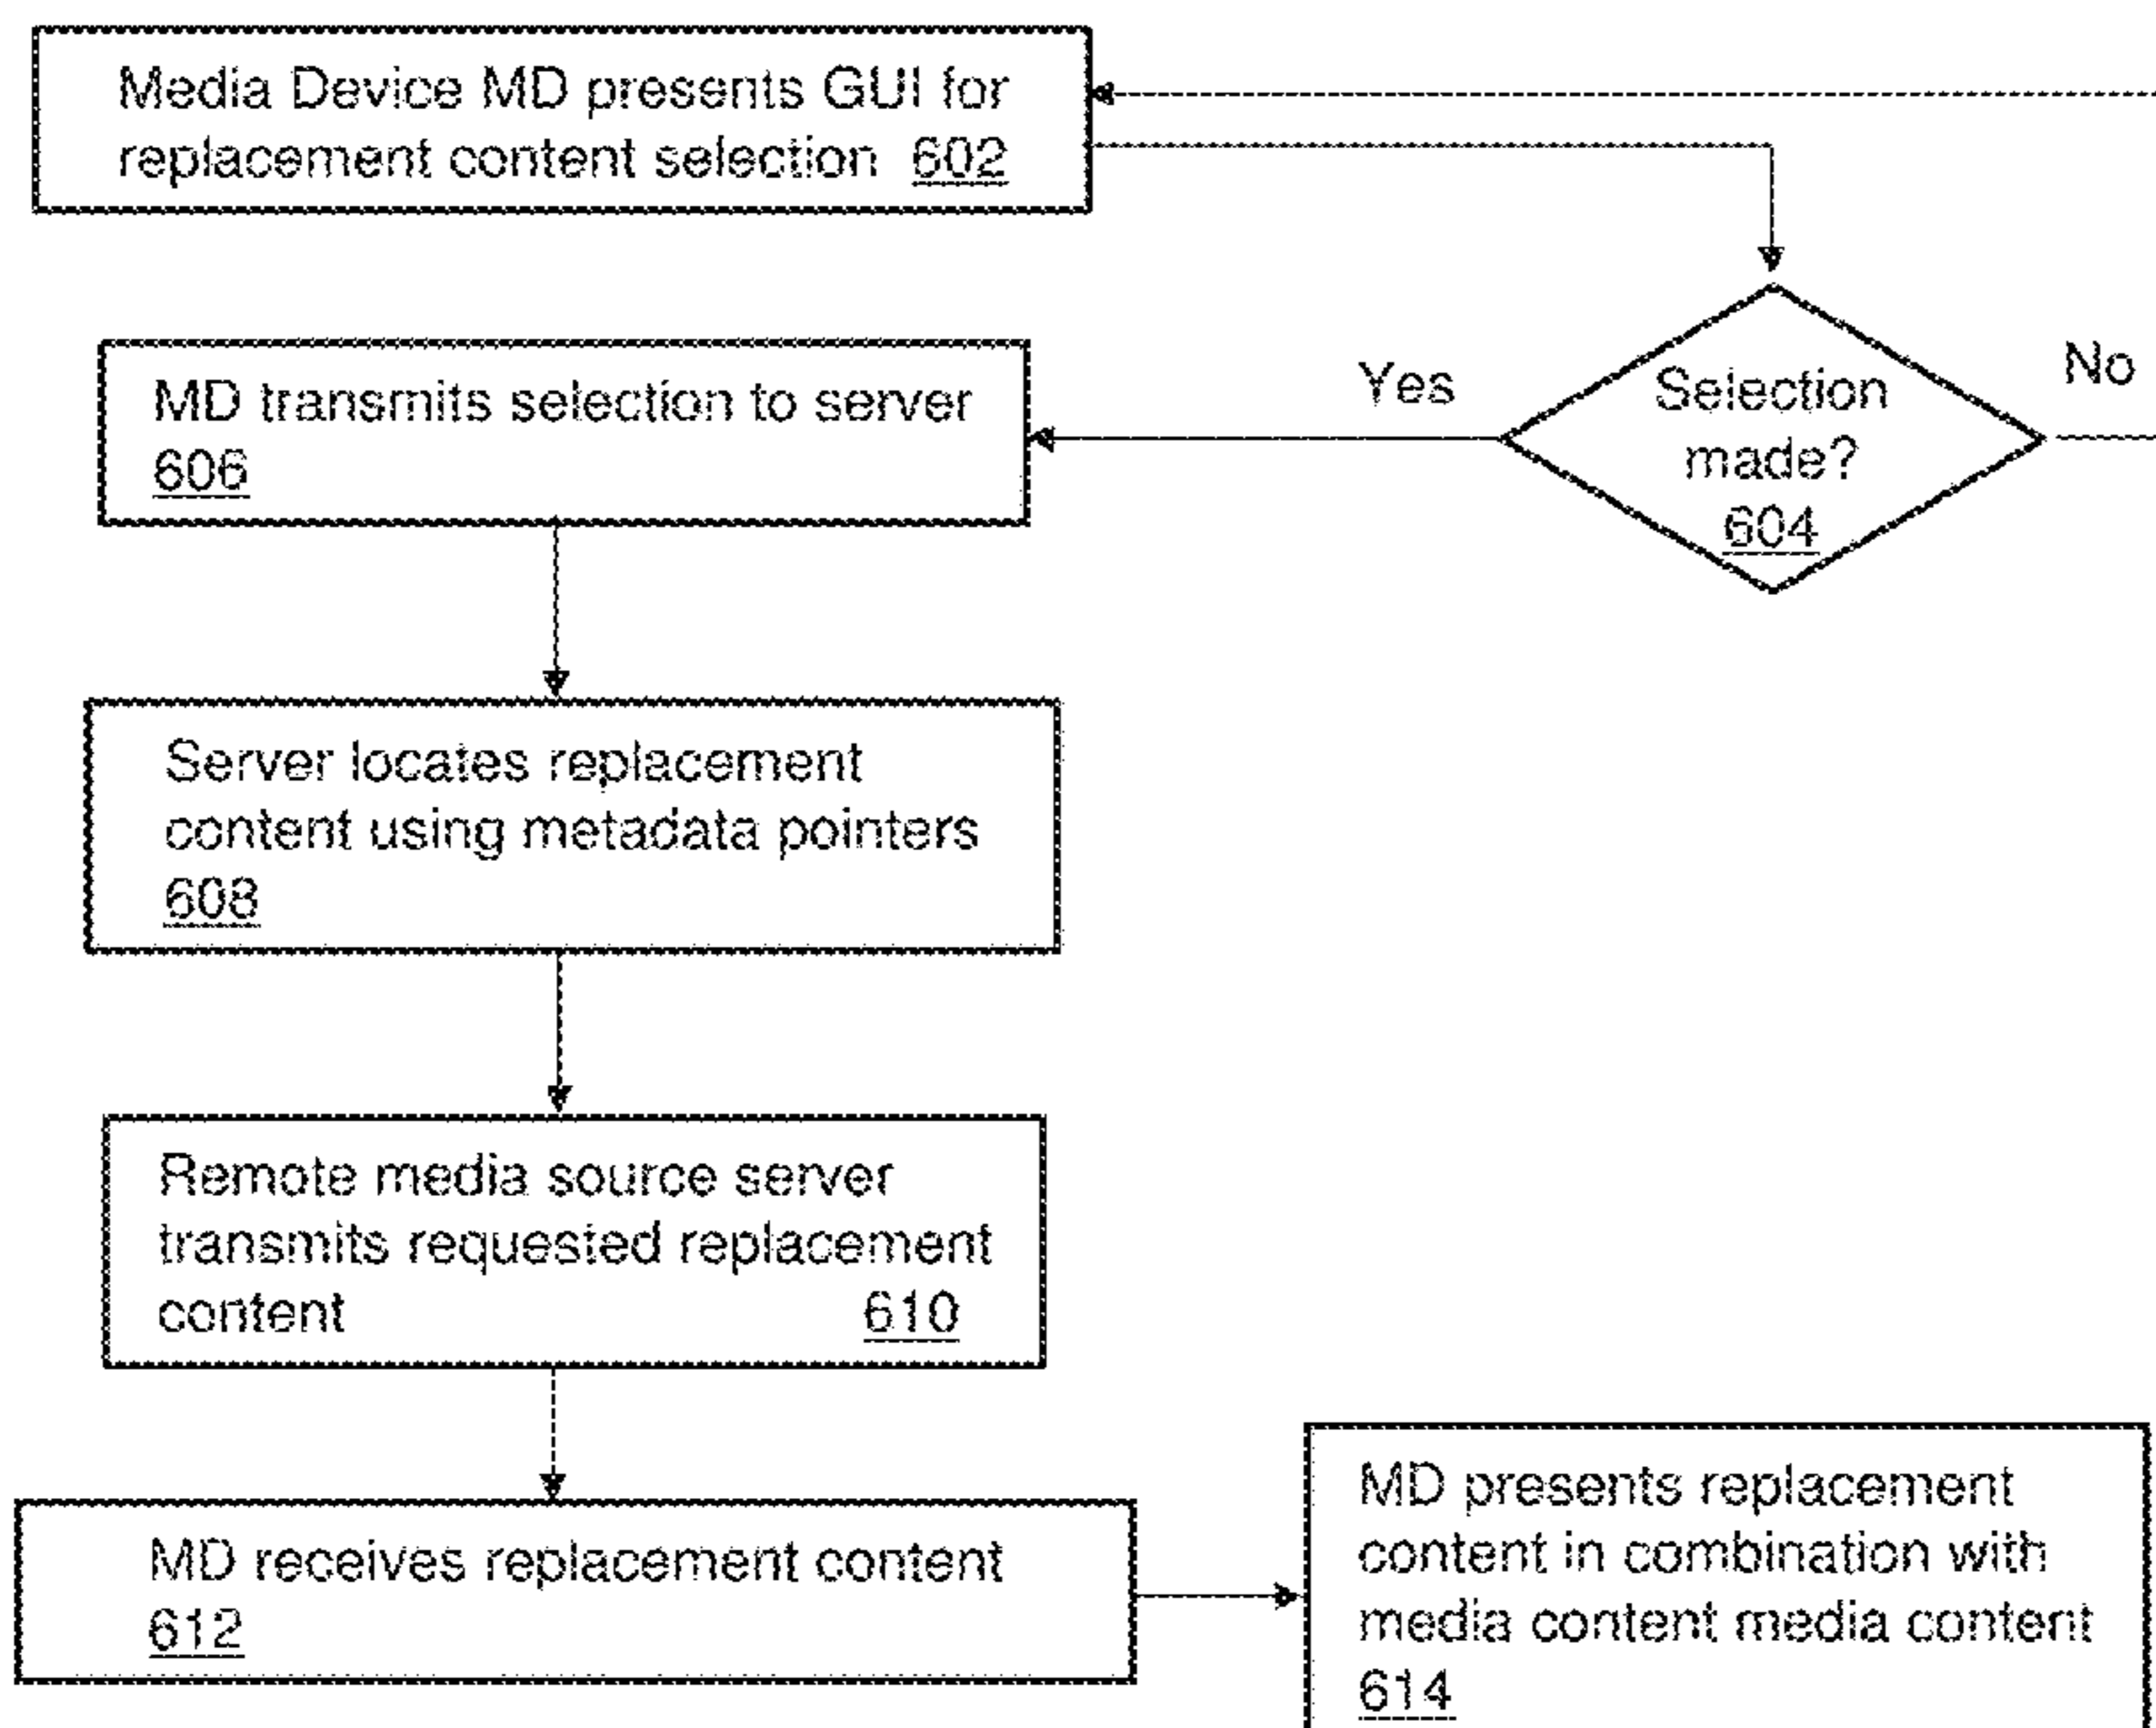 Media Device MD presents GUI for
replacement content selection 602
Selection
made?
604
Yes
No
MD transmits selection to server
606
Server locates replacement
content using metadata pointers
608
Remote media source server
transmits requested replacement
content 610
MD receives replacement content
612
MD presents replacement
content in combination with
media content media content
614